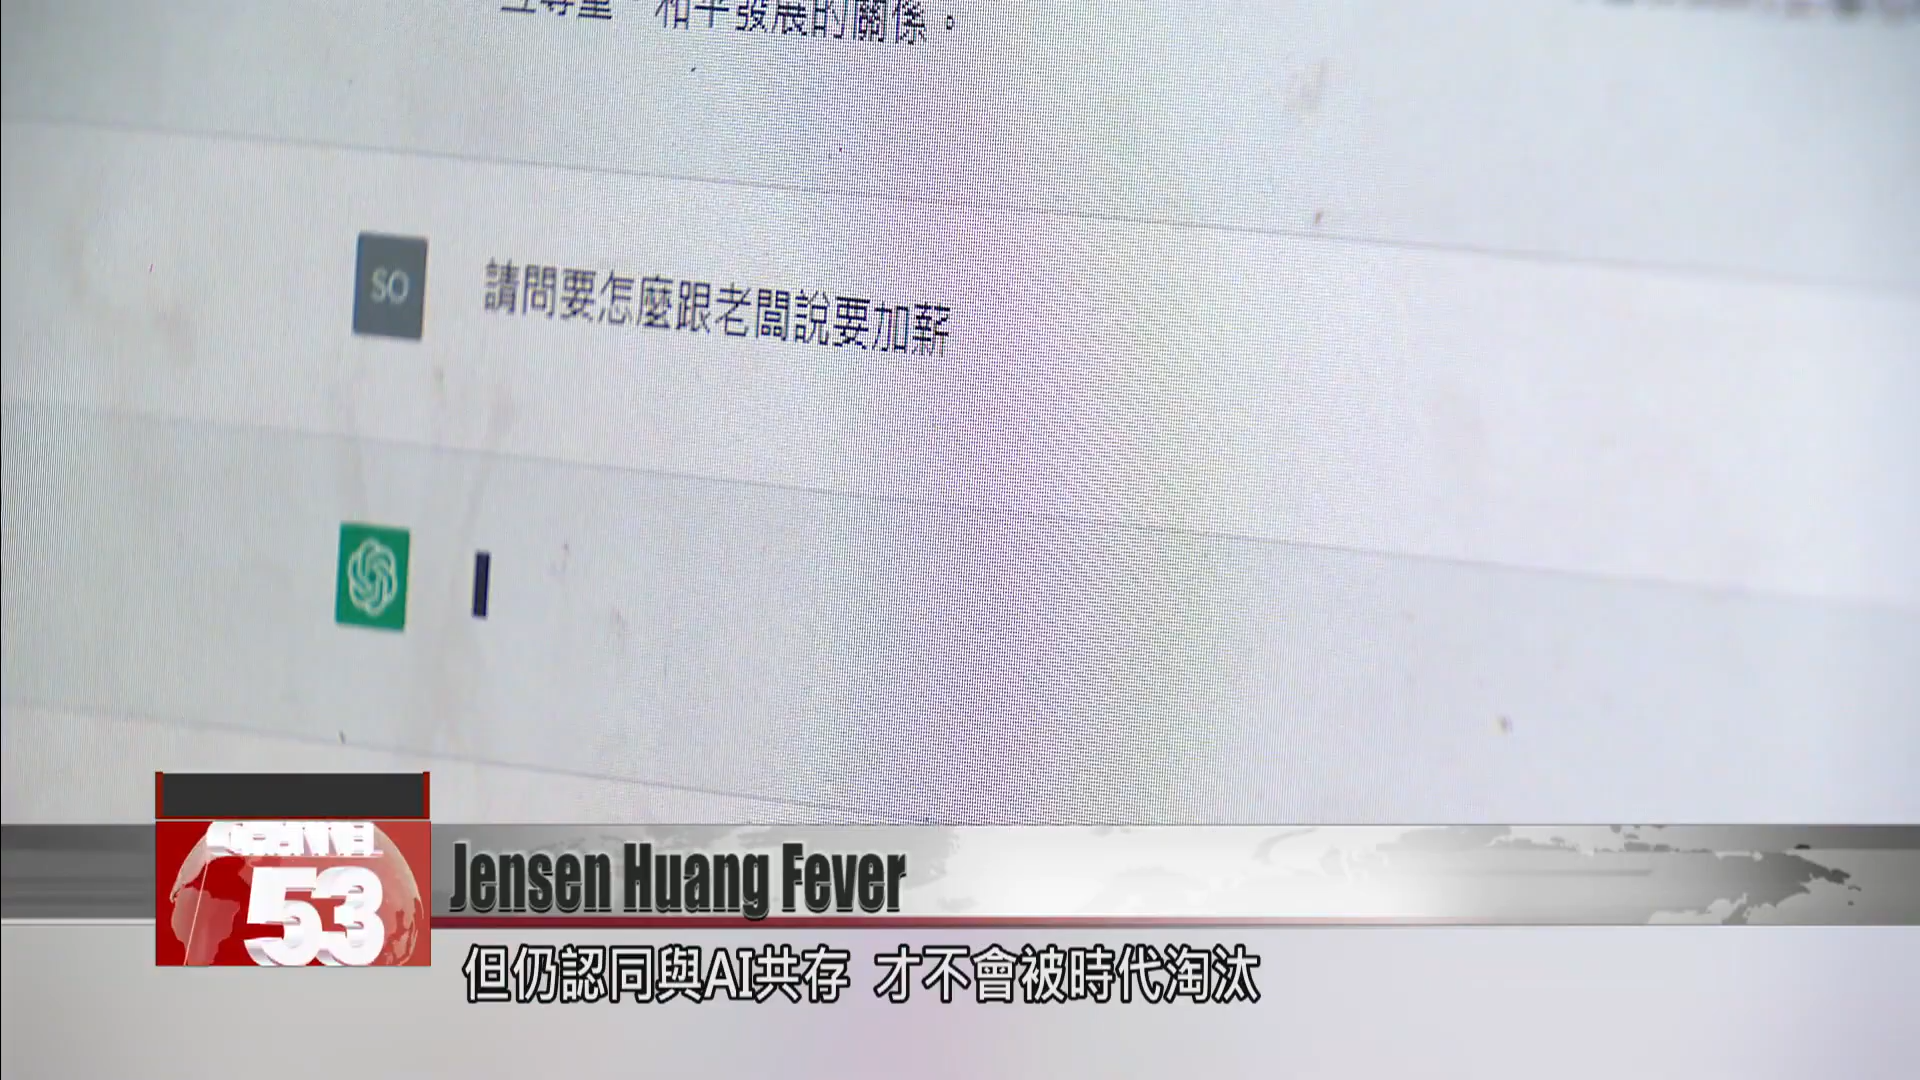 和平發展的關係。
SO
請問要怎麼跟老闆說要加薪
53
Jensen Huang Fever
但仍認同與AI共存 才不會被時代淘汰